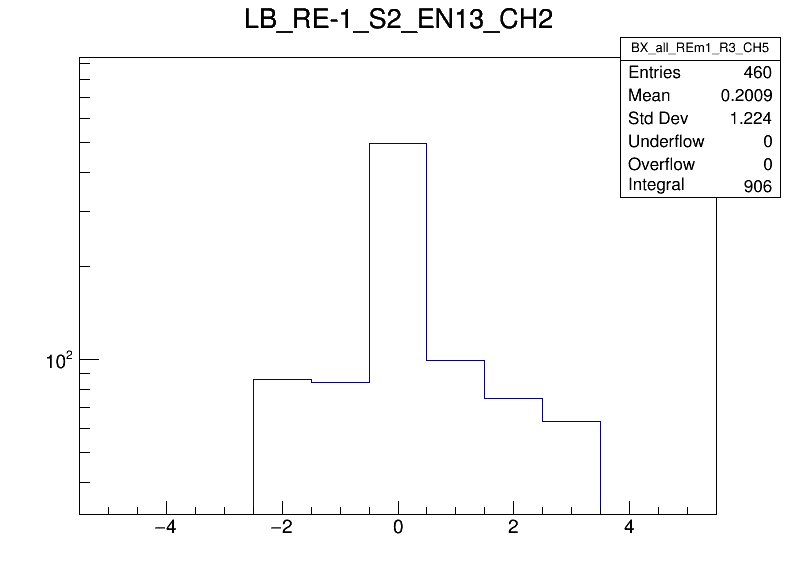 LB_RE-1_S2_EN13_CH2
BX_all_REm1_R3_CH5
Entries 460
Mean 0.2009
Std Dev 1.224
Underflow 0
Overflow 0
Integral 906
10²
−4 −2 0 2 4